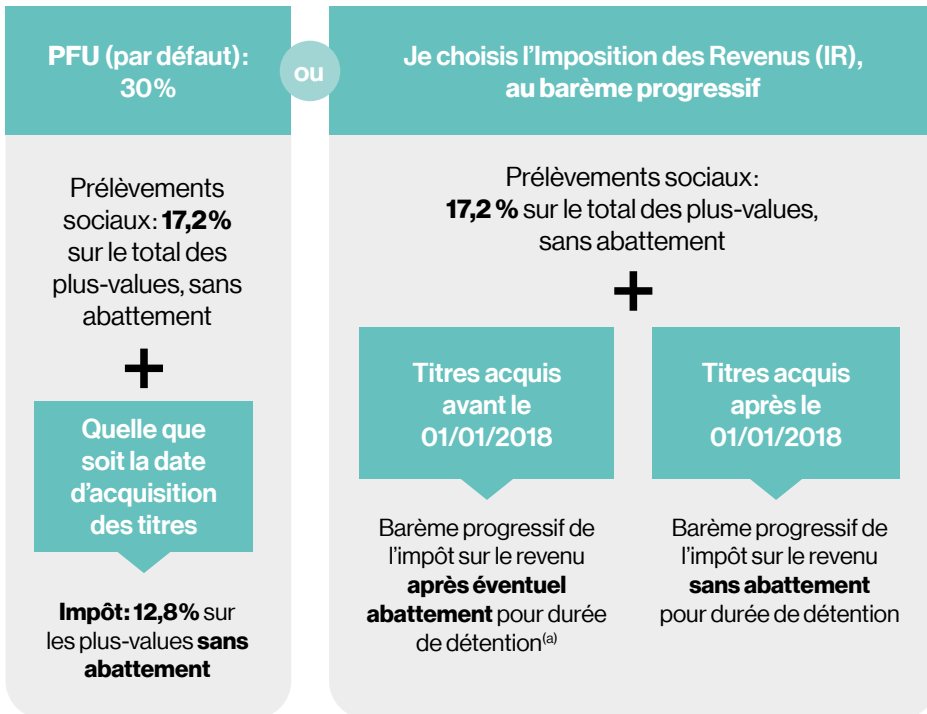 PFU (par défaut):
30%
ou
Je choisis l'Imposition des Revenus (IR),
au barème progressif
Prélèvements
sociaux: 17,2%
sur le total des
plus-values, sans
abattement
+
Quelle que
soit la date
d'acquisition
des titres
Impôt: 12,8% sur
les plus-values sans
abattement
Prélèvements sociaux:
17,2 % sur le total des plus-values,
sans abattement
+
Titres acquis
avant le
01/01/2018
Barème progressif de
l'impôt sur le revenu
après éventuel
abattement pour durée
de détention(a)
Titres acquis
après le
01/01/2018
Barème progressif de
l'impôt sur le revenu
sans abattement
pour durée de détention